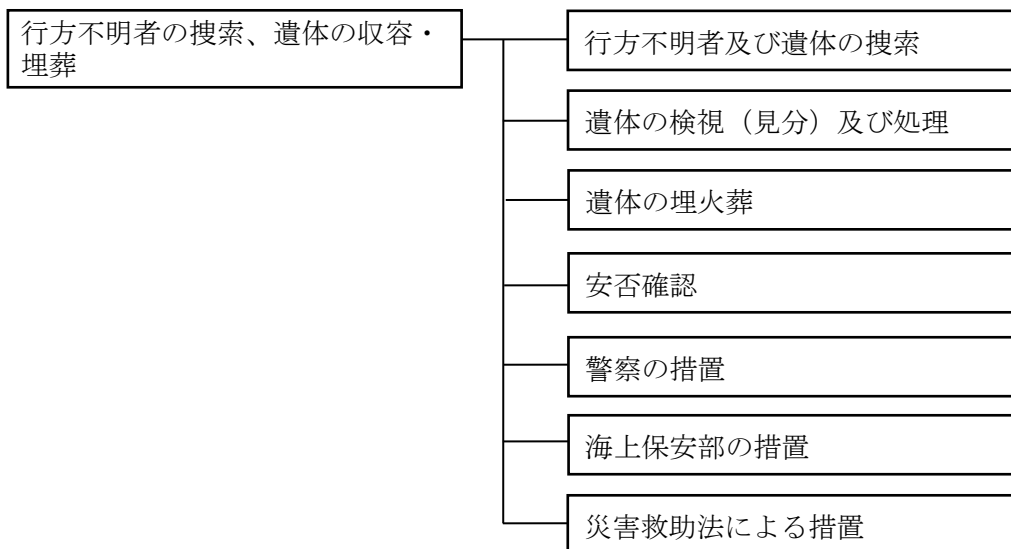 行方不明者の捜索、遺体の収容・
埋葬
行方不明者及び遺体の捜索
遺体の検視（見分）及び処理
遺体の埋火葬
安否確認
警察の措置
海上保安部の措置
災害救助法による措置